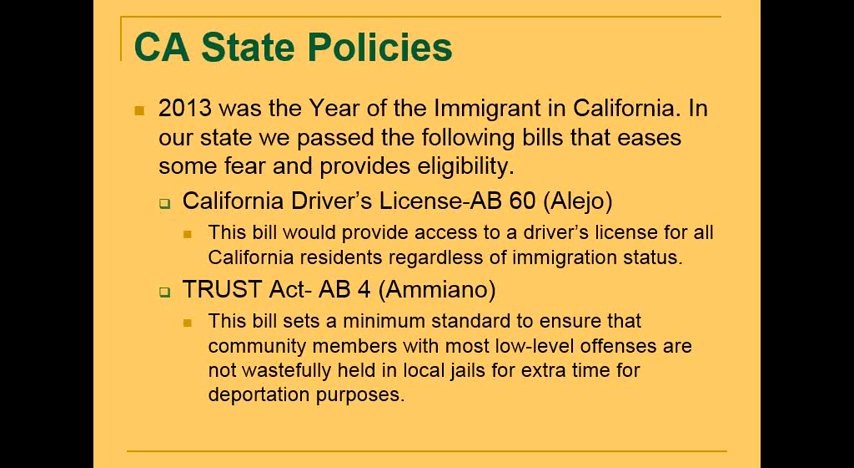 CA State Policies
2013 was the Year of the Immigrant in California. In
our state we passed the following bills that eases
some fear and provides eligibility.
California Driver’s License-AB 60 (Alejo)
This bill would provide access to a driver’s license for all
California residents regardless of immigration status.
TRUST Act- AB 4 (Ammiano)
This bill sets a minimum standard to ensure that
community members with most low-level offenses are
not wastefully held in local jails for extra time for
deportation purposes.